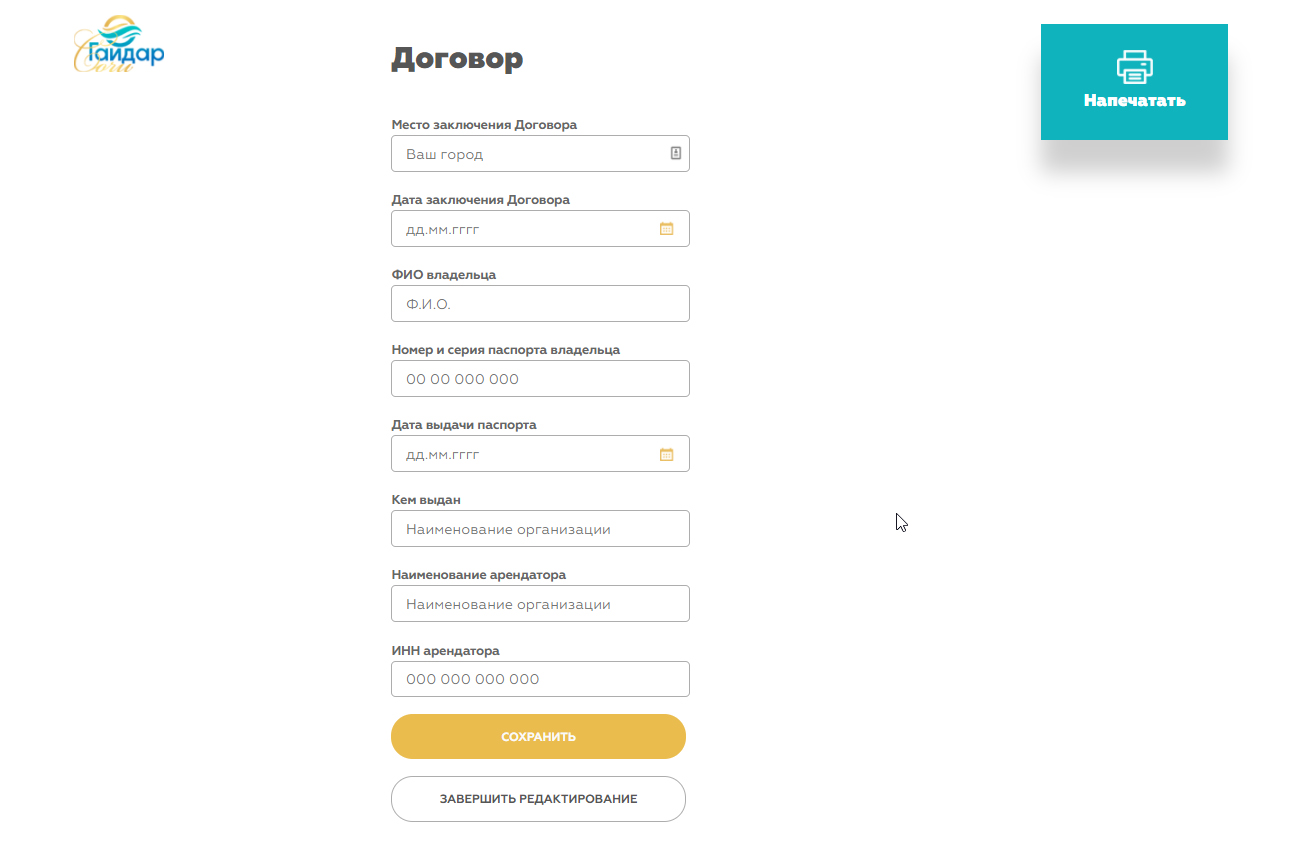 Гайдар
Сочи
Договор
Напечатать
Место заключения Договора
Ваш город
Дата заключения Договора
дд.мм.гггг
ФИО владельца
Ф.И.О.
Номер и серия паспорта владельца
00 00 000 000
Дата выдачи паспорта
дд.мм.гггг
Кем выдан
Наименование организации
Наименование арендатора
Наименование организации
ИНН арендатора
000 000 000 000
СОХРАНИТЬ
ЗАВЕРШИТЬ РЕДАКТИРОВАНИЕ